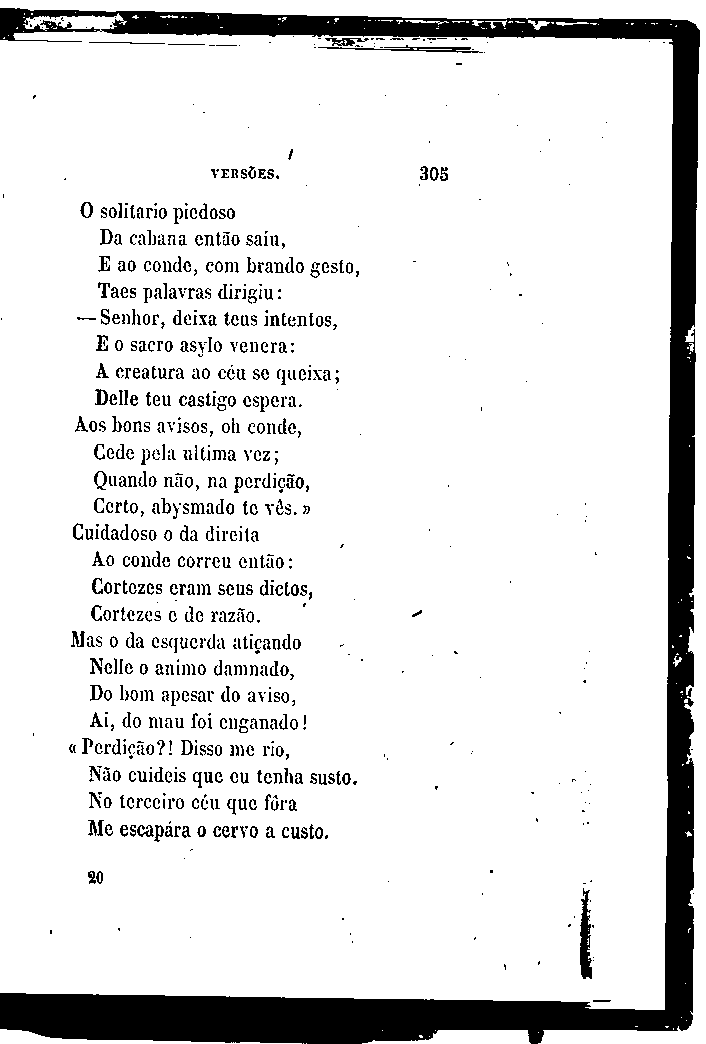 VERSÕES. 305
O solitario piedoso
Da cabana então saíu,
E ao conde, com brando gesto,
Taes palavras dirigiu:
— Senhor, deixa teus intentos,
E o sacro asylo venera:
A creatura ao céu se queixa;
Delle teu castigo espera.
Aos bons avisos, oh conde,
Cede pela ultima vez;
Quando não, na perdição,
Certo, abysmado te vês. »
Cuidadoso o da direita
Ao conde correu então:
Cortezes eram seus dictos,
Cortezes e de razão.
Mas o da esquerda atiçando
Nelle o animo damnado,
Do bom apesar do aviso,
Ai, do mau foi enganado!
« Perdição?! Disso me rio,
Não cuideis que eu tenha susto.
No terceiro céu que fôra
Me escapára o cervo a custo.
20